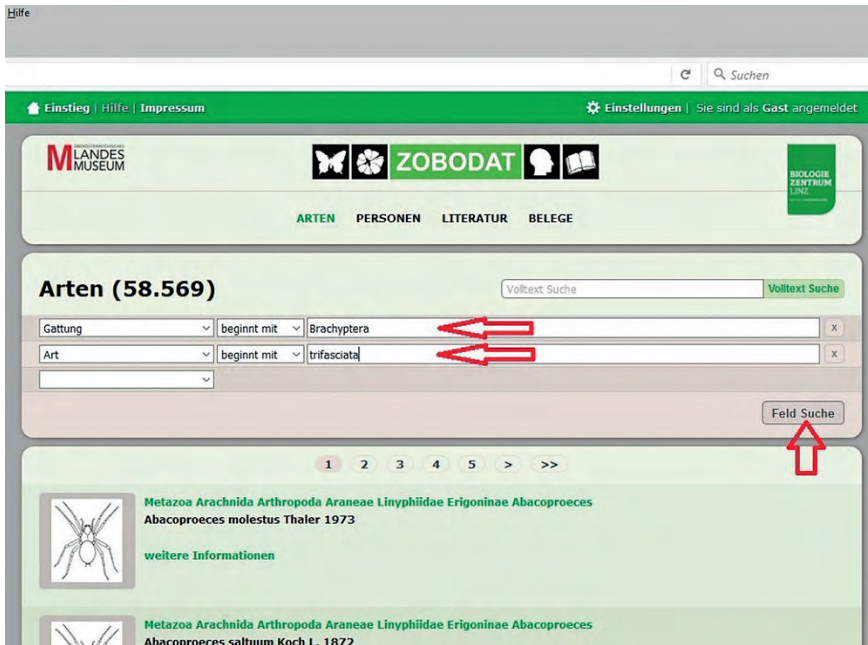 Hilfe
Suchen
Einstieg | Hilfe | Impressum
Einstellungen | Sie sind als Gast angemeldet
OBERÖSTERREICHISCHES
LANDES
MUSEUM
ZOBODAT
BIOLOGIE
ZENTRUM
LINZ
ARTEN PERSONEN LITERATUR BELEGE
Arten (58.569)
Volltext Suche Volltext Suche
Gattung beginnt mit Brachyptera x
Art beginnt mit trifasciata x
Feld Suche
1 2 3 4 5 > >>
Metazoa Arachnida Arthropoda Araneae Linyphiidae Erigoninae Abacoproeces
Abacoproeces molestus Thaler 1973
weitere Informationen
Metazoa Arachnida Arthropoda Araneae Linyphiidae Erigoninae Abacoproeces
Abacoproeces saltuum Koch L. 1872